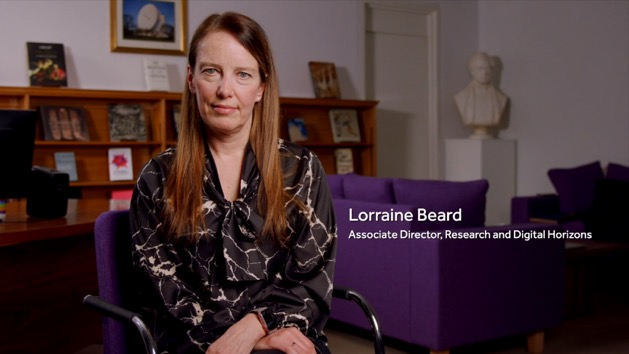 Lorraine Beard
Associate Director, Research and Digital Horizons